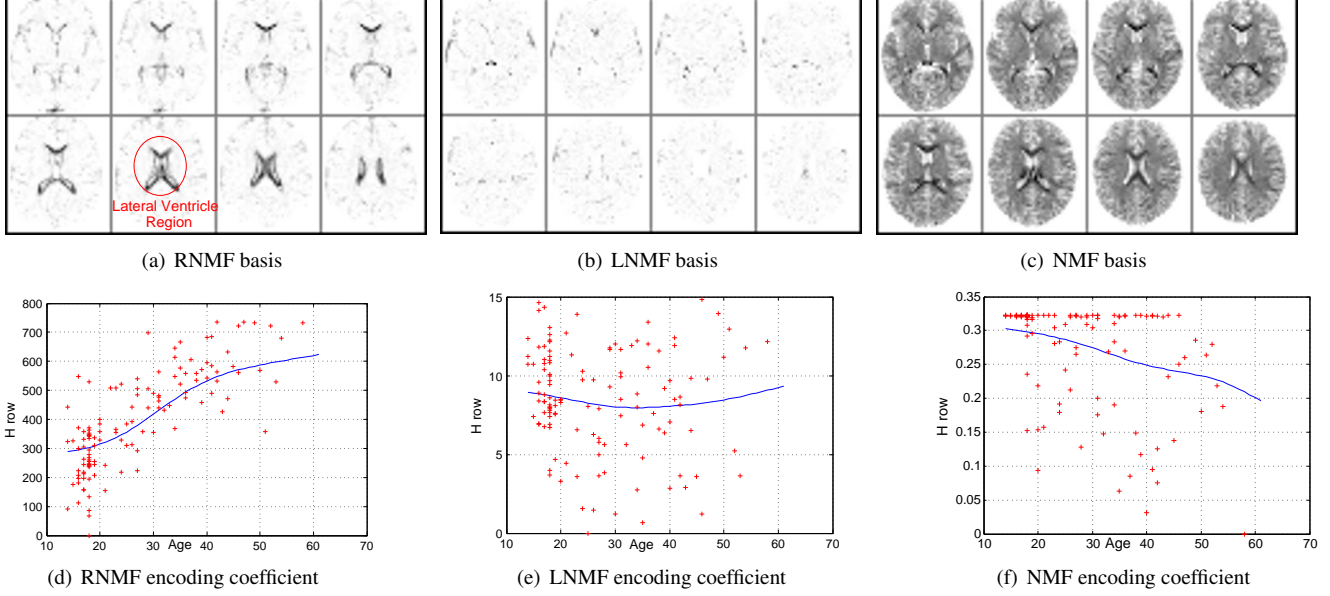 Lateral Ventricle
Region
(a) RNMF basis
(b) LNMF basis
(c) NMF basis
800
700
600
500
400
300
200
100
0
H row
10 20 30 40 50 60 70
Age
15
10
5
0
H row
10 20 30 40 50 60 70
Age
0.35
0.3
0.25
0.2
0.15
0.1
0.05
0
H row
10 20 30 40 50 60 70
Age
(d) RNMF encoding coefficient
(e) LNMF encoding coefficient
(f) NMF encoding coefficient